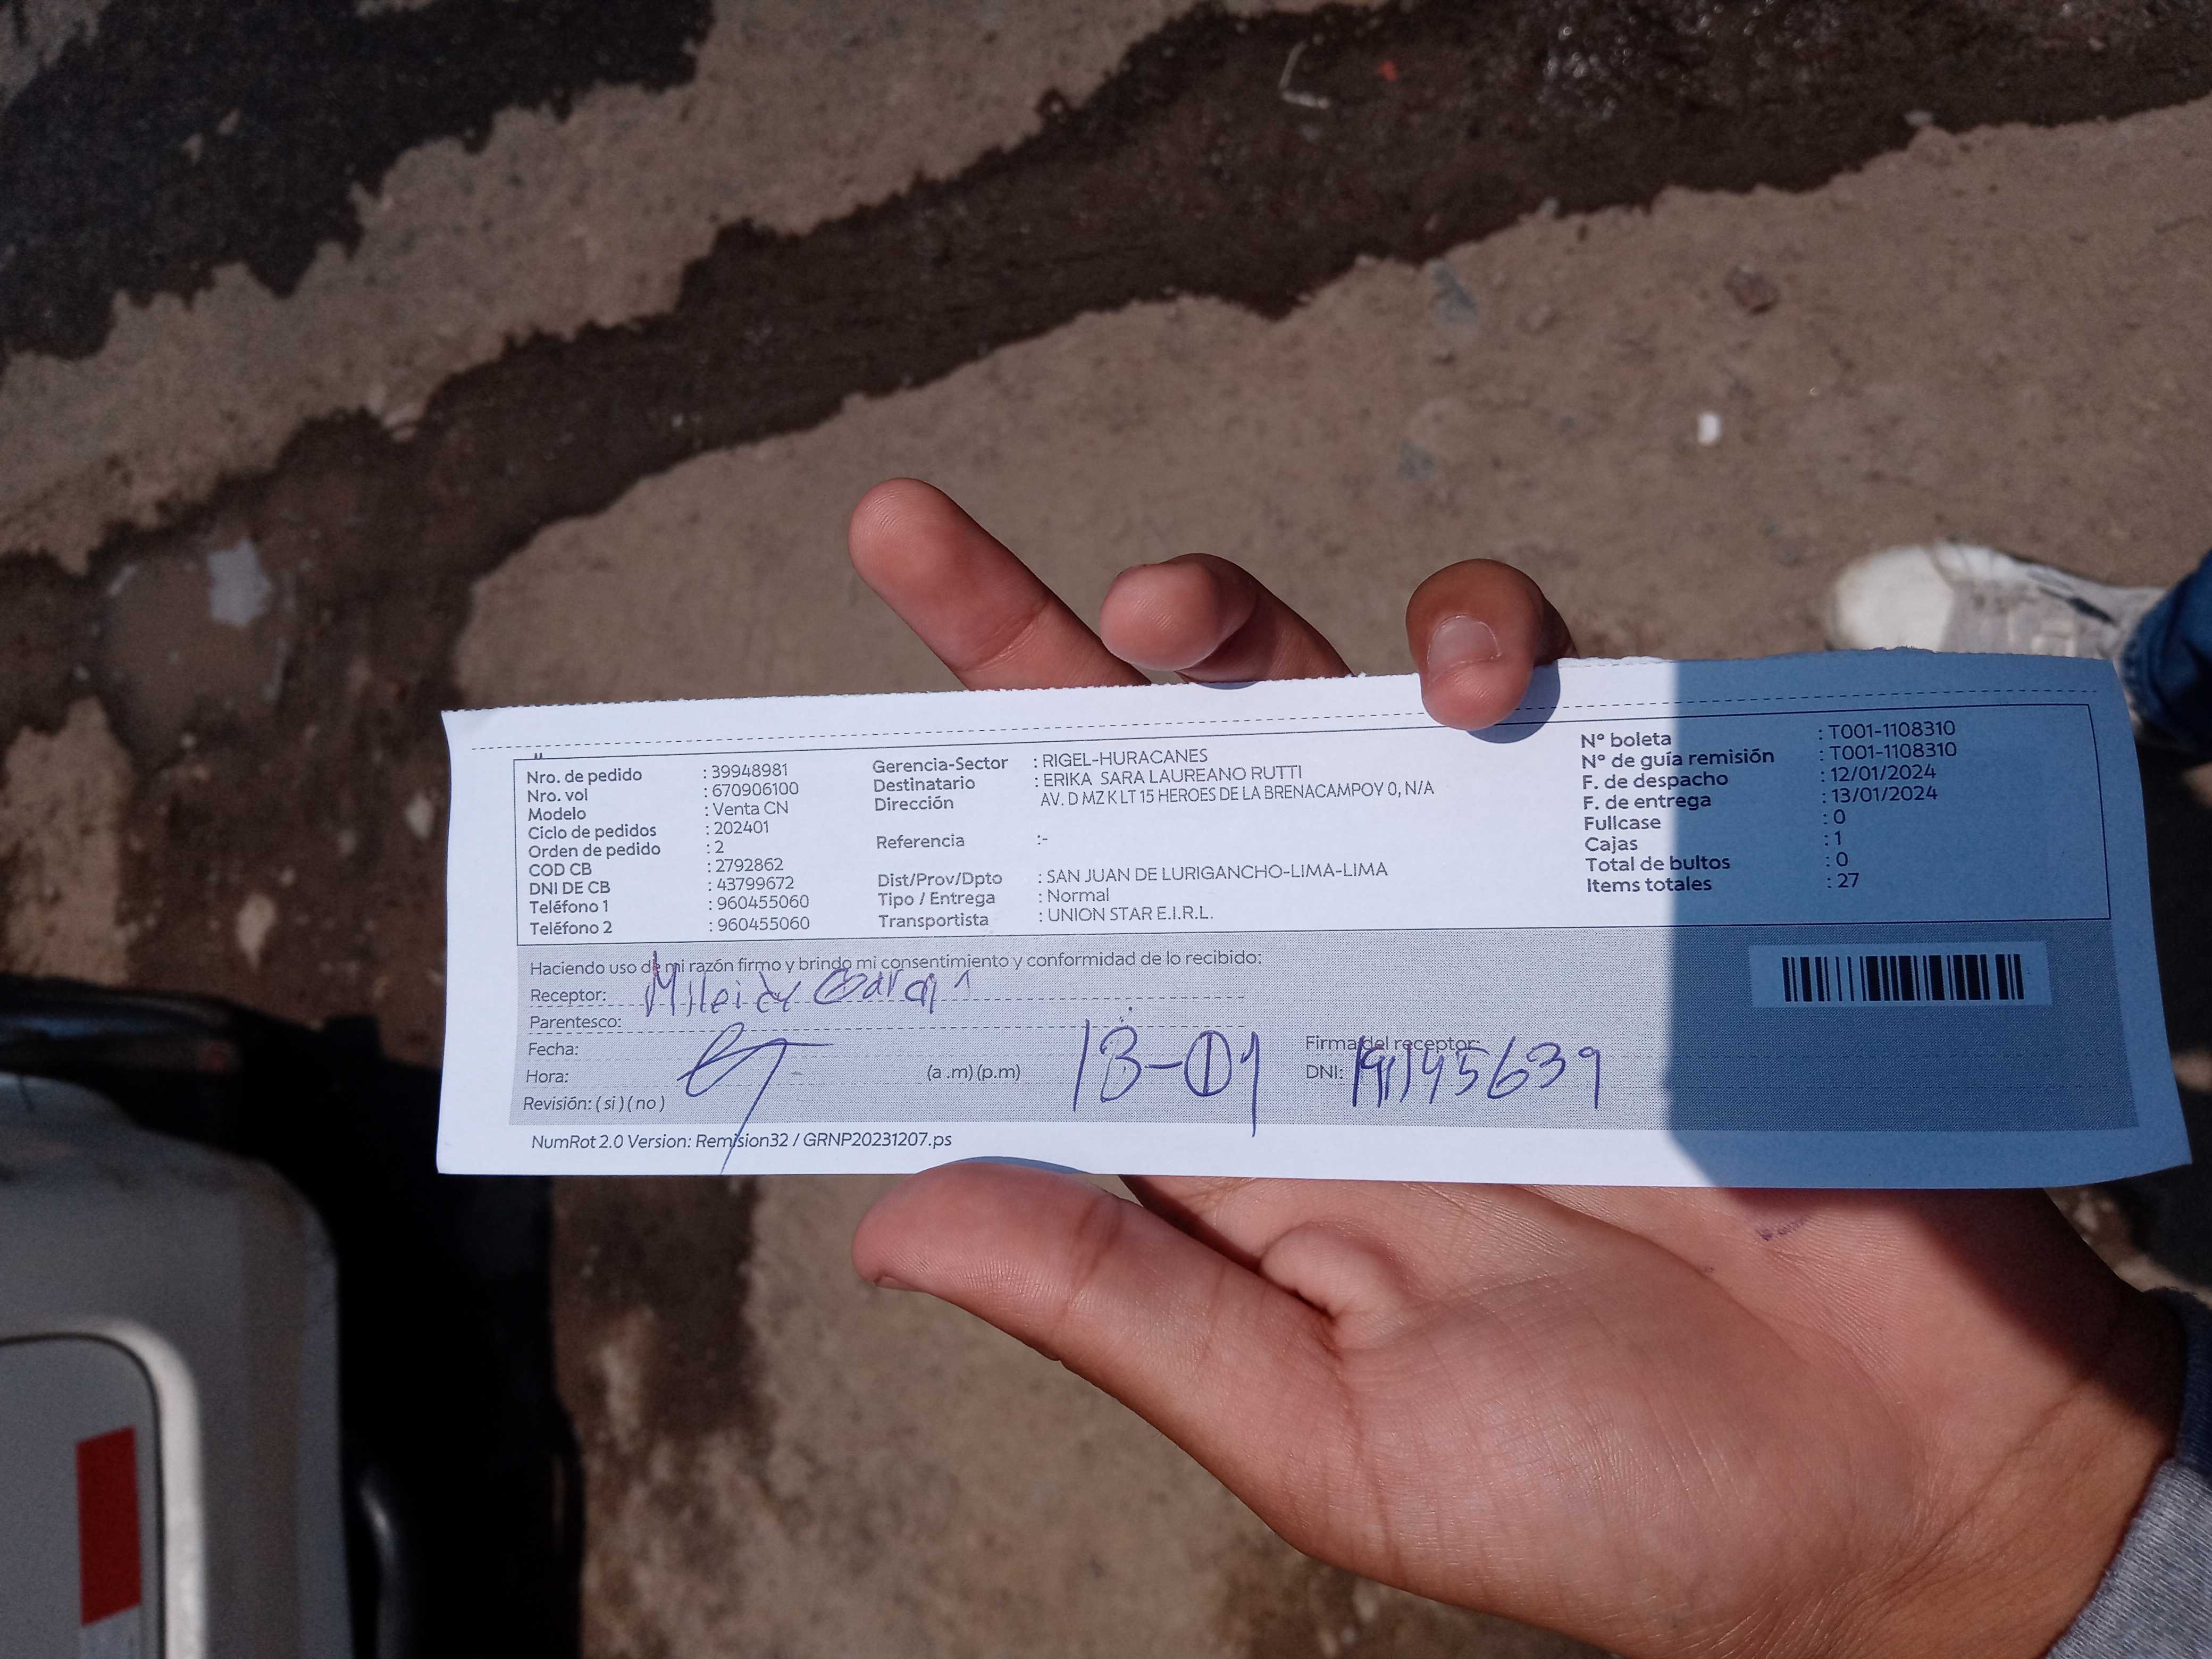 Nro. de pedido : 39948981
Nro. vol : 670906100
Modelo : Venta CN
Ciclo de pedidos : 202401
Orden de pedido : 2
COD CB : 2792862
DNI DE CB : 43799672
Teléfono 1 : 960455060
Teléfono 2 : 960455060
Gerencia-Sector : RIGEL-HURACANES
Destinatario : ERIKA SARA LAUREANO RUTTI
Dirección AV. D MZ K LT 15 HEROES DE LA BRENACAMPOY 0, N/A
Referencia :-
Dist/Prov/Dpto : SAN JUAN DE LURIGANCHO-LIMA-LIMA
Tipo / Entrega : Normal
Transportista : UNION STAR E.I.R.L.
N° boleta : T001-1108310
N° de guía remisión : T001-1108310
F. de despacho : 12/01/2024
F. de entrega : 13/01/2024
Fullcase : 0
Cajas : 1
Total de bultos : 0
Items totales : 27
Haciendo uso de mi razón firmo y brindo mi consentimiento y conformidad de lo recibido:
Receptor:
Parentesco:
Fecha: 13-01
Firma del receptor:
Hora: (a .m) (p.m)
DNI:
Revisión: ( si ) ( no )
NumRot 2.0 Version: Remision32 / GRNP20231207.ps